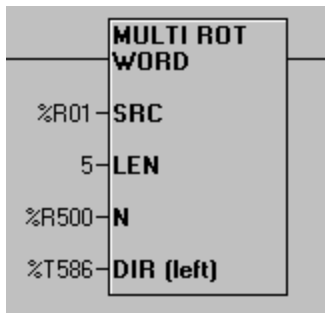 MULTI ROT
WORD
%R01 SRC
5 LEN
%R500 N
%T586 DIR (left)